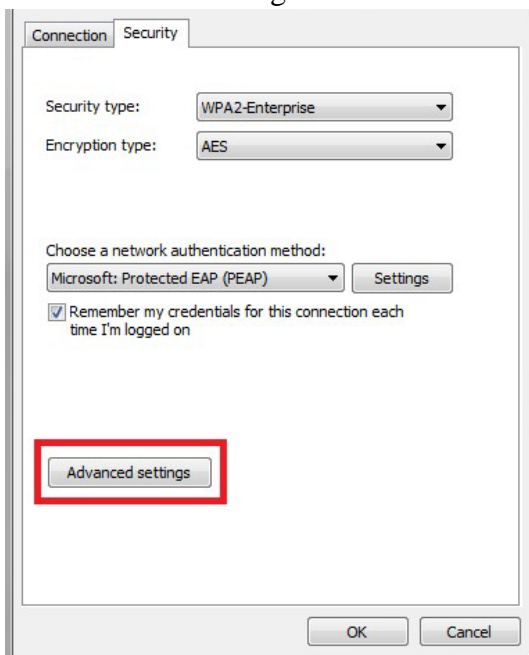 Connection Security
Security type: WPA2-Enterprise
Encryption type: AES
Choose a network authentication method:
Microsoft: Protected EAP (PEAP) Settings
Remember my credentials for this connection each
time I'm logged on
Advanced settings
OK Cancel